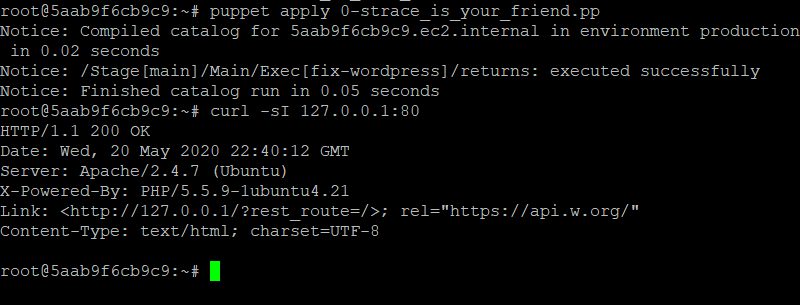 root@5aab9f6cb9c9:~# puppet apply 0-strace_is_your_friend.pp
Notice: Compiled catalog for 5aab9f6cb9c9.ec2.internal in environment production
 in 0.02 seconds
Notice: /Stage[main]/Main/Exec[fix-wordpress]/returns: executed successfully
Notice: Finished catalog run in 0.05 seconds
root@5aab9f6cb9c9:~# curl -sI 127.0.0.1:80
HTTP/1.1 200 OK
Date: Wed, 20 May 2020 22:40:12 GMT
Server: Apache/2.4.7 (Ubuntu)
X-Powered-By: PHP/5.5.9-1ubuntu4.21
Link: <http://127.0.0.1/?rest_route=/>; rel="https://api.w.org/"
Content-Type: text/html; charset=UTF-8
root@5aab9f6cb9c9:~#